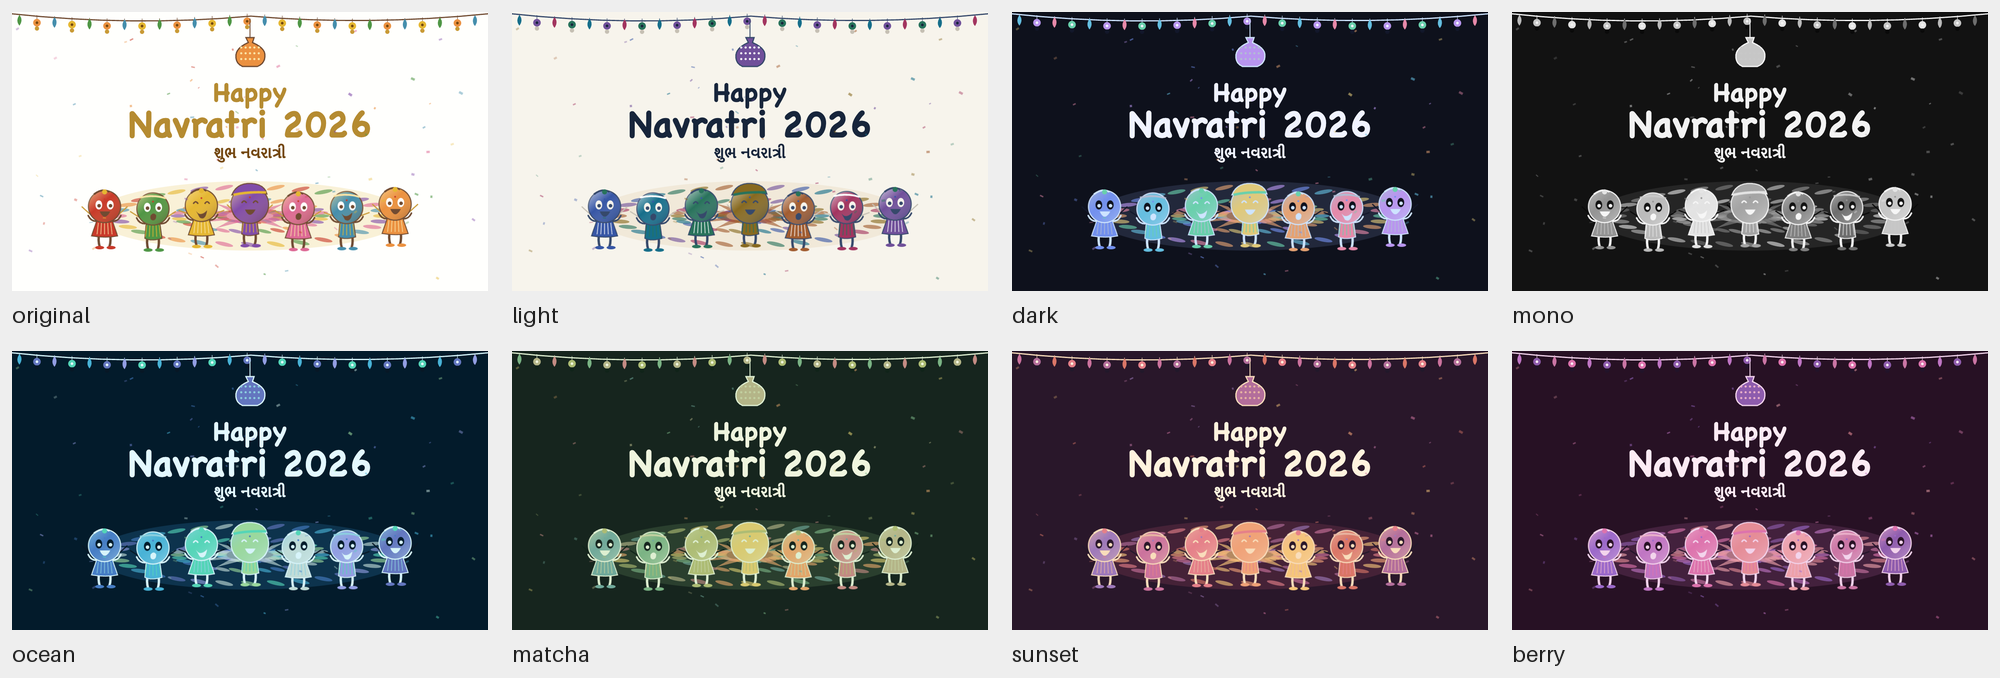 Happy
Navratri 2026
શુભ નવરાત્રી
original
Happy
Navratri 2026
શુભ નવરાત્રી
light
Happy
Navratri 2026
શુભ નવરાત્રી
dark
Happy
Navratri 2026
શુભ નવરાત્રી
mono
Happy
Navratri 2026
શુભ નવરાત્રી
ocean
Happy
Navratri 2026
શુભ નવરાત્રી
matcha
Happy
Navratri 2026
શુભ નવરાત્રી
sunset
Happy
Navratri 2026
શુભ નવરાત્રી
berry